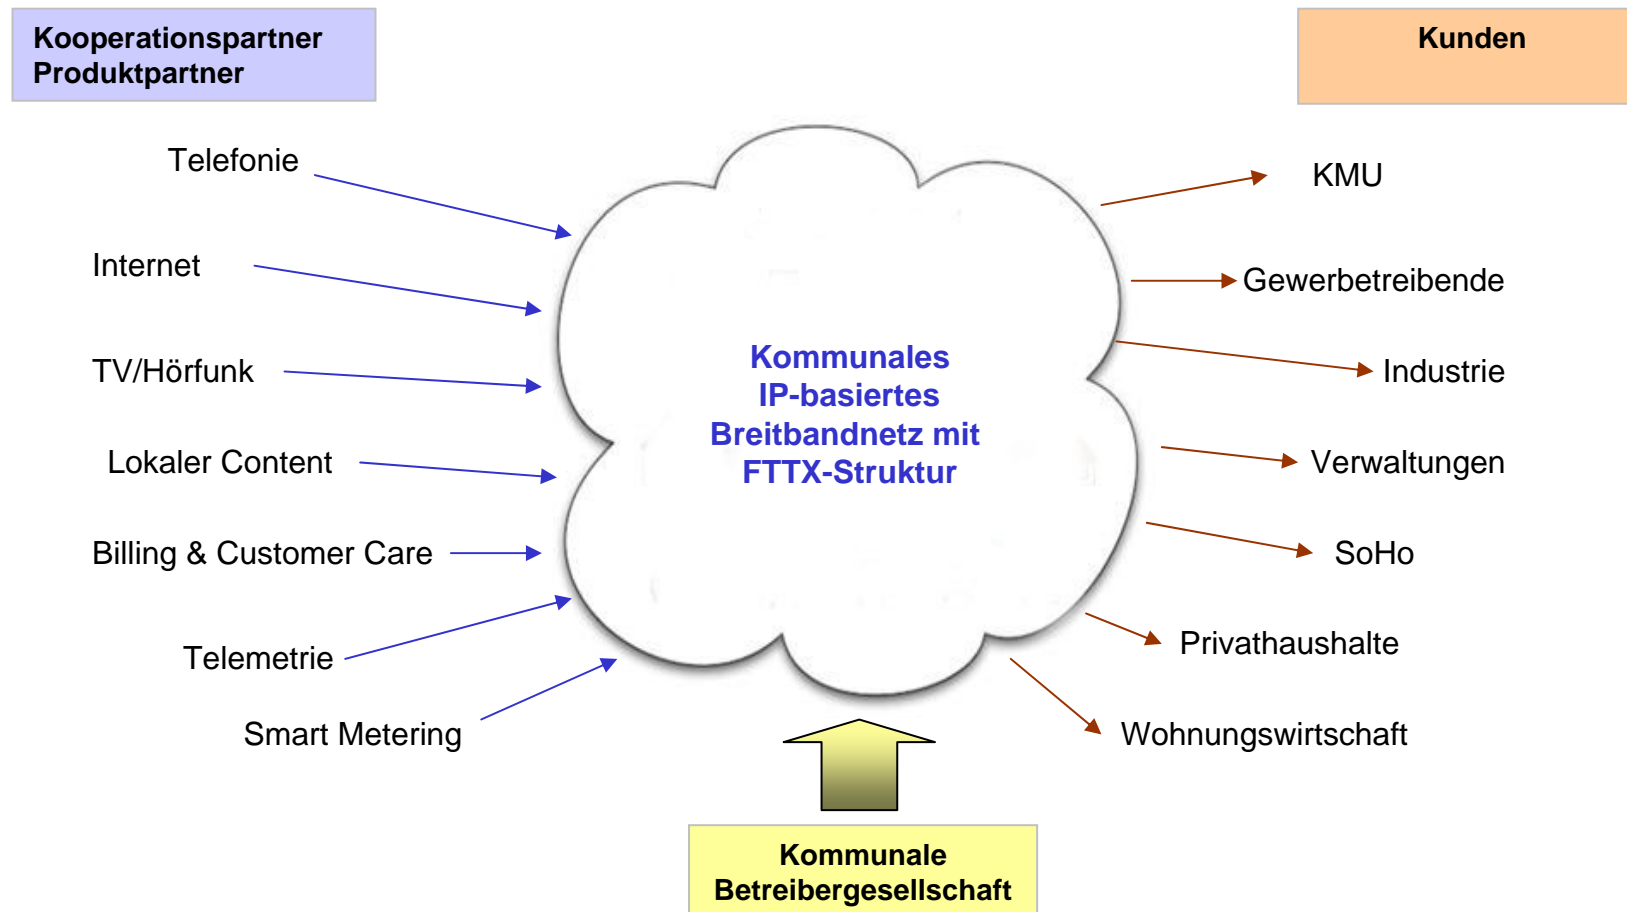 Kooperationspartner
Produktpartner
Kunden
Telefonie
Internet
TV/Hörfunk
Lokaler Content
Billing & Customer Care
Telemetrie
Smart Metering
Kommunales
IP-basiertes
Breitbandnetz mit
FTTX-Struktur
KMU
Gewerbetreibende
Industrie
Verwaltungen
SoHo
Privathaushalte
Wohnungswirtschaft
Kommunale
Betreibergesellschaft